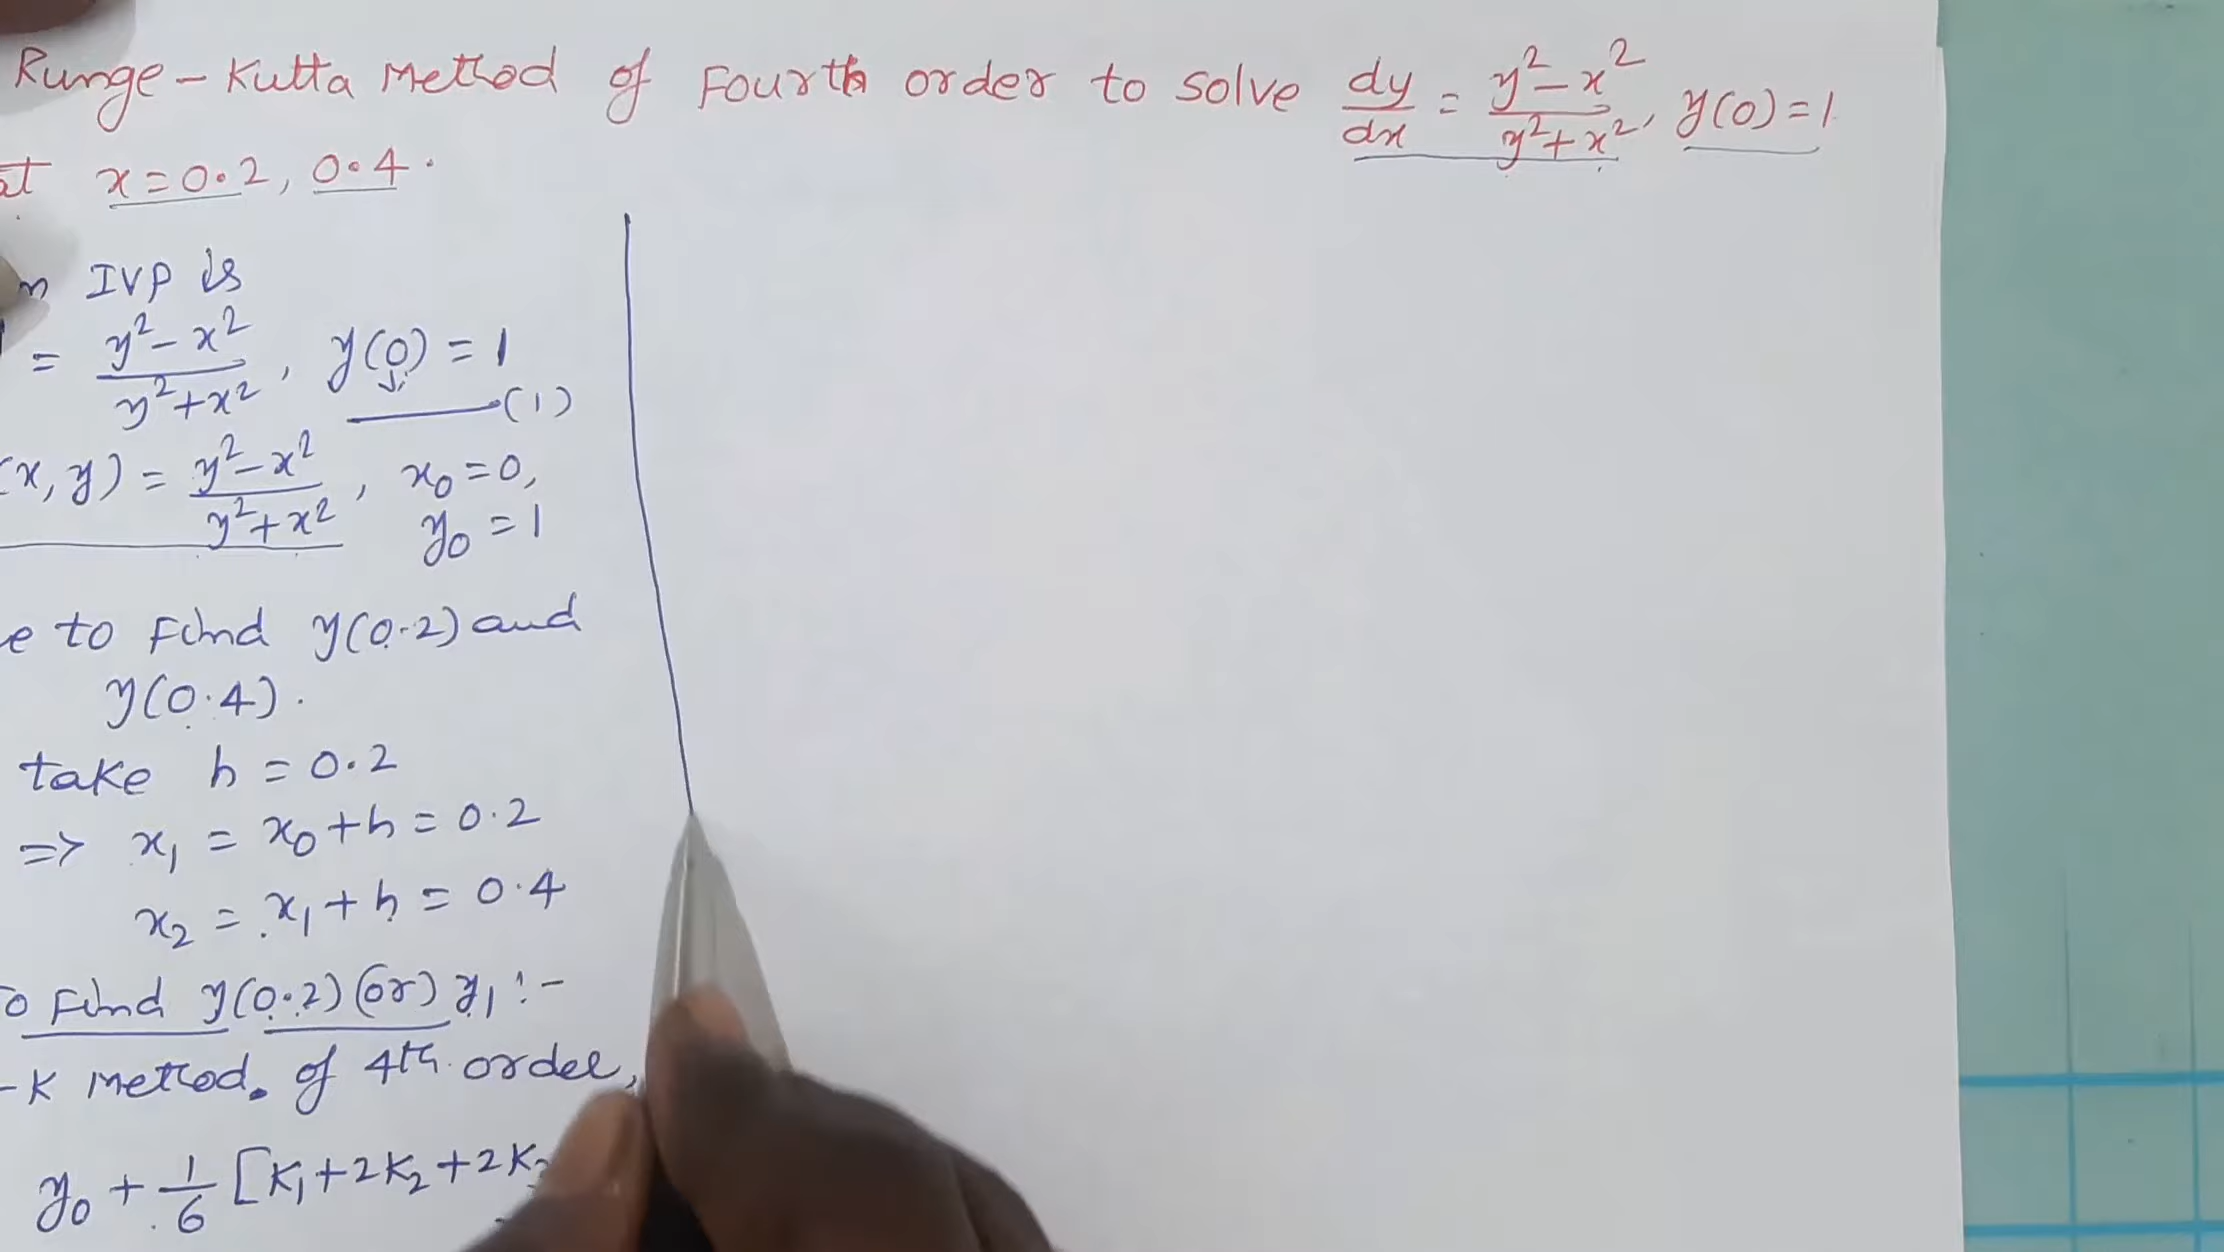 Runge-Kutta Method of Fourth order to solve dy/dx = (y²-x²)/(y²+x²), y(0)=1
at x=0.2, 0.4.
IVP is
= (y²-x²)/(y²+x²), y(0)=1 —(1)
(x,y) = (y²-x²)/(y²+x²), x₀=0,
y₀=1
e to find y(0.2) and
y(0.4).
take h=0.2
=> x₁ = x₀+h = 0.2
x₂ = x₁+h = 0.4
To find y(0.2) (or) y₁ :-
-K Method. of 4th order,
y₀ + 1/6 [K₁+2K₂+2K₃